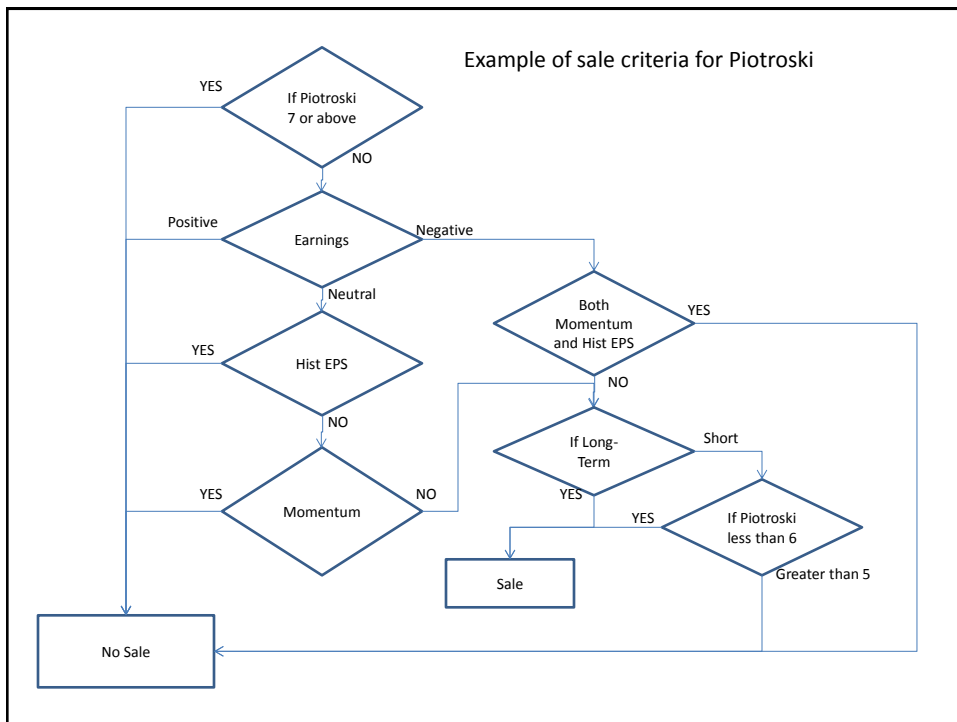 Example of sale criteria for Piotroski
YES
If Piotroski
7 or above
NO
Positive
Earnings
Negative
Neutral
Both
Momentum
and Hist EPS
YES
YES
Hist EPS
NO
NO
If Long-
Term
Short
YES
Momentum
NO
YES
YES
If Piotroski
less than 6
Sale
Greater than 5
No Sale